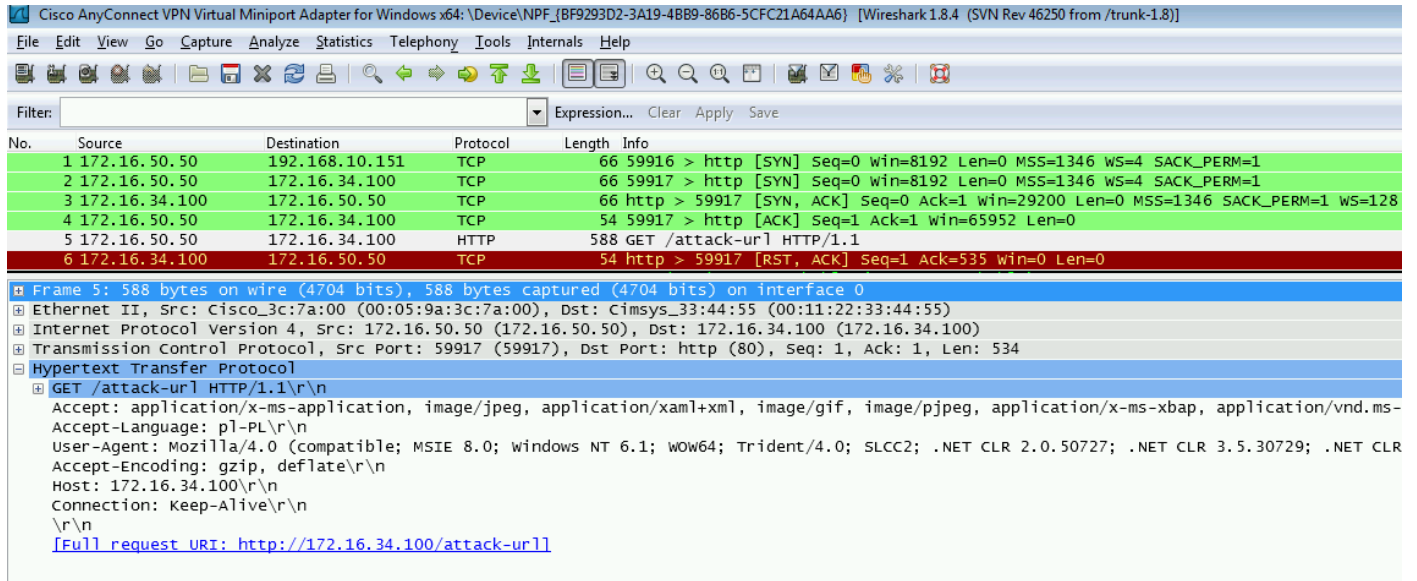 Cisco AnyConnect VPN Virtual Miniport Adapter for Windows x64: \Device\NPF_{BF9293D2-3A19-4BB9-86B6-5CFC21A64AA6} [Wireshark 1.8.4 (SVN Rev 46250 from /trunk-1.8)]
File Edit View Go Capture Analyze Statistics Telephony Tools Internals Help
Filter: Expression... Clear Apply Save
No. Source Destination Protocol Length Info
1 172.16.50.50 192.168.10.151 TCP 66 59916 > http [SYN] Seq=0 Win=8192 Len=0 MSS=1346 WS=4 SACK_PERM=1
2 172.16.50.50 172.16.34.100 TCP 66 59917 > http [SYN] Seq=0 Win=8192 Len=0 MSS=1346 WS=4 SACK_PERM=1
3 172.16.34.100 172.16.50.50 TCP 66 http > 59917 [SYN, ACK] Seq=0 Ack=1 Win=29200 Len=0 MSS=1346 SACK_PERM=1 WS=128
4 172.16.50.50 172.16.34.100 TCP 54 59917 > http [ACK] Seq=1 Ack=1 Win=65952 Len=0
5 172.16.50.50 172.16.34.100 HTTP 588 GET /attack-url HTTP/1.1
6 172.16.34.100 172.16.50.50 TCP 54 http > 59917 [RST, ACK] Seq=1 Ack=535 Win=0 Len=0
Frame 5: 588 bytes on wire (4704 bits), 588 bytes captured (4704 bits) on interface 0
Ethernet II, Src: Cisco_3c:7a:00 (00:05:9a:3c:7a:00), Dst: Cimsys_33:44:55 (00:11:22:33:44:55)
Internet Protocol Version 4, Src: 172.16.50.50 (172.16.50.50), Dst: 172.16.34.100 (172.16.34.100)
Transmission Control Protocol, Src Port: 59917 (59917), Dst Port: http (80), Seq: 1, Ack: 1, Len: 534
Hypertext Transfer Protocol
GET /attack-url HTTP/1.1\r\n
Accept: application/x-ms-application, image/jpeg, application/xaml+xml, image/gif, image/pjpeg, application/x-ms-xbap, application/vnd.ms-
Accept-Language: pl-PL\r\n
User-Agent: Mozilla/4.0 (compatible; MSIE 8.0; Windows NT 6.1; WOW64; Trident/4.0; SLCC2; .NET CLR 2.0.50727; .NET CLR 3.5.30729; .NET CLR
Accept-Encoding: gzip, deflate\r\n
Host: 172.16.34.100\r\n
Connection: Keep-Alive\r\n
\r\n
[Full request URI: http://172.16.34.100/attack-url]